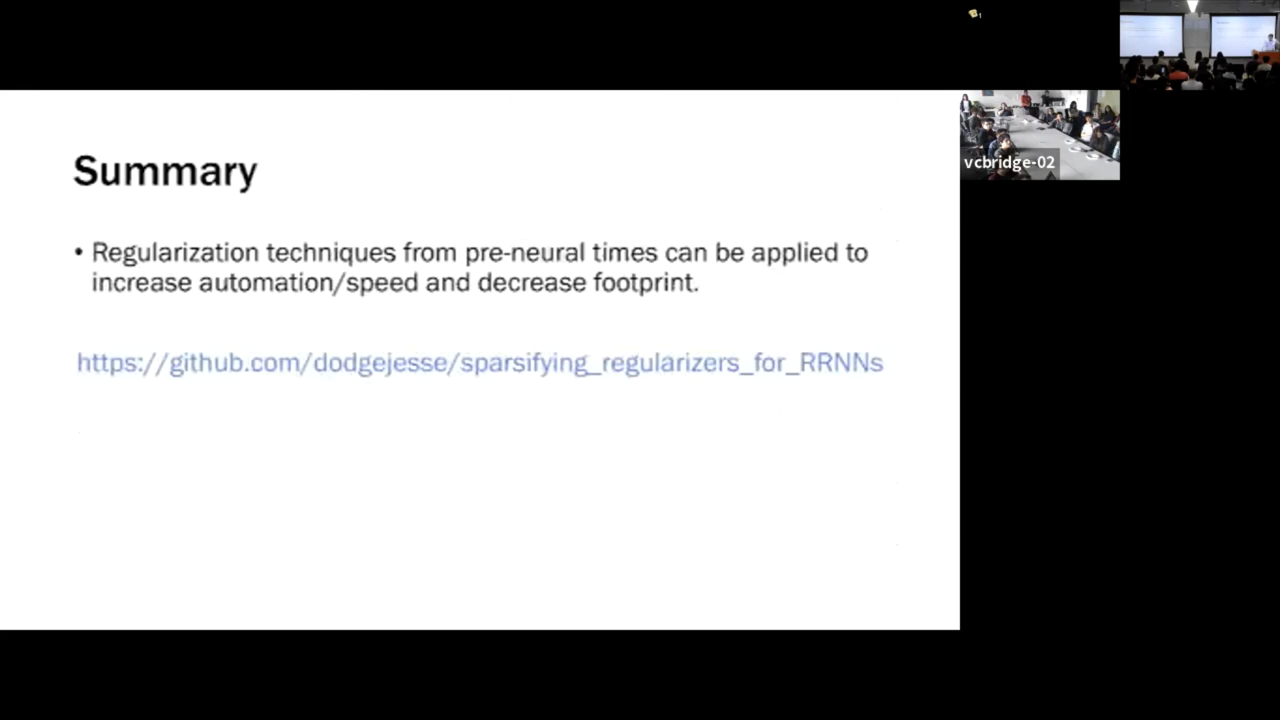 Summary
• Regularization techniques from pre-neural times can be applied to
increase automation/speed and decrease footprint.
https://github.com/dodgejesse/sparsifying_regularizers_for_RRNNs
vcbridge-02